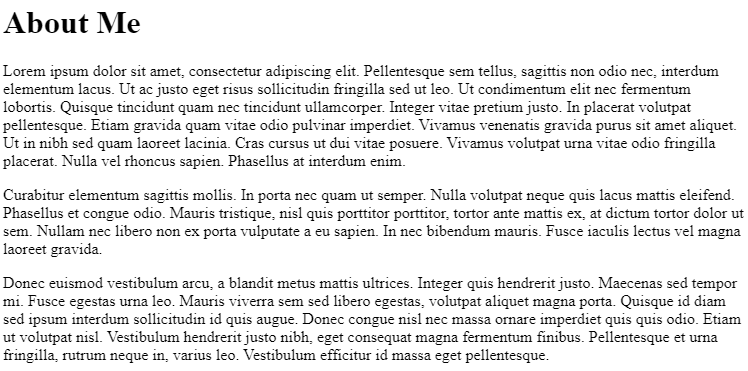 About Me
Lorem ipsum dolor sit amet, consectetur adipiscing elit. Pellentesque sem tellus, sagittis non odio nec, interdum
elementum lacus. Ut ac justo eget risus sollicitudin fringilla sed ut leo. Ut condimentum elit nec fermentum
lobortis. Quisque tincidunt quam nec tincidunt ullamcorper. Integer vitae pretium justo. In placerat volutpat
pellentesque. Etiam gravida quam vitae odio pulvinar imperdiet. Vivamus venenatis gravida purus sit amet aliquet.
Ut in nibh sed quam laoreet lacinia. Cras cursus ut dui vitae posuere. Vivamus volutpat urna vitae odio fringilla
placerat. Nulla vel rhoncus sapien. Phasellus at interdum enim.
Curabitur elementum sagittis mollis. In porta nec quam ut semper. Nulla volutpat neque quis lacus mattis eleifend.
Phasellus et congue odio. Mauris tristique, nisl quis porttitor porttitor, tortor ante mattis ex, at dictum tortor dolor ut
sem. Nullam nec libero non ex porta vulputate a eu sapien. In nec bibendum mauris. Fusce iaculis lectus vel magna
laoreet gravida.
Donec euismod vestibulum arcu, a blandit metus mattis ultrices. Integer quis hendrerit justo. Maecenas sed tempor
mi. Fusce egestas urna leo. Mauris viverra sem sed libero egestas, volutpat aliquet magna porta. Quisque id diam
sed ipsum interdum sollicitudin id quis augue. Donec congue nisl nec massa ornare imperdiet quis quis odio. Etiam
ut volutpat nisl. Vestibulum hendrerit justo nibh, eget consequat magna fermentum finibus. Pellentesque et urna
fringilla, rutrum neque in, varius leo. Vestibulum efficitur id massa eget pellentesque.